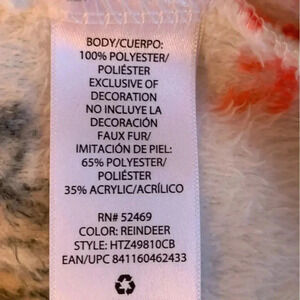 BODY/CUERPO:
100% POLYESTER/
POLIÉSTER
EXCLUSIVE OF
DECORATION
NO INCLUYE LA
DECORACIÓN
FAUX FUR/
IMITACIÓN DE PIEL:
65% POLYESTER/
POLIÉSTER
35% ACRYLIC/ACRÍLICO
RN# 52469
COLOR: REINDEER
STYLE: HTZ49810CB
EAN/UPC 841160462433